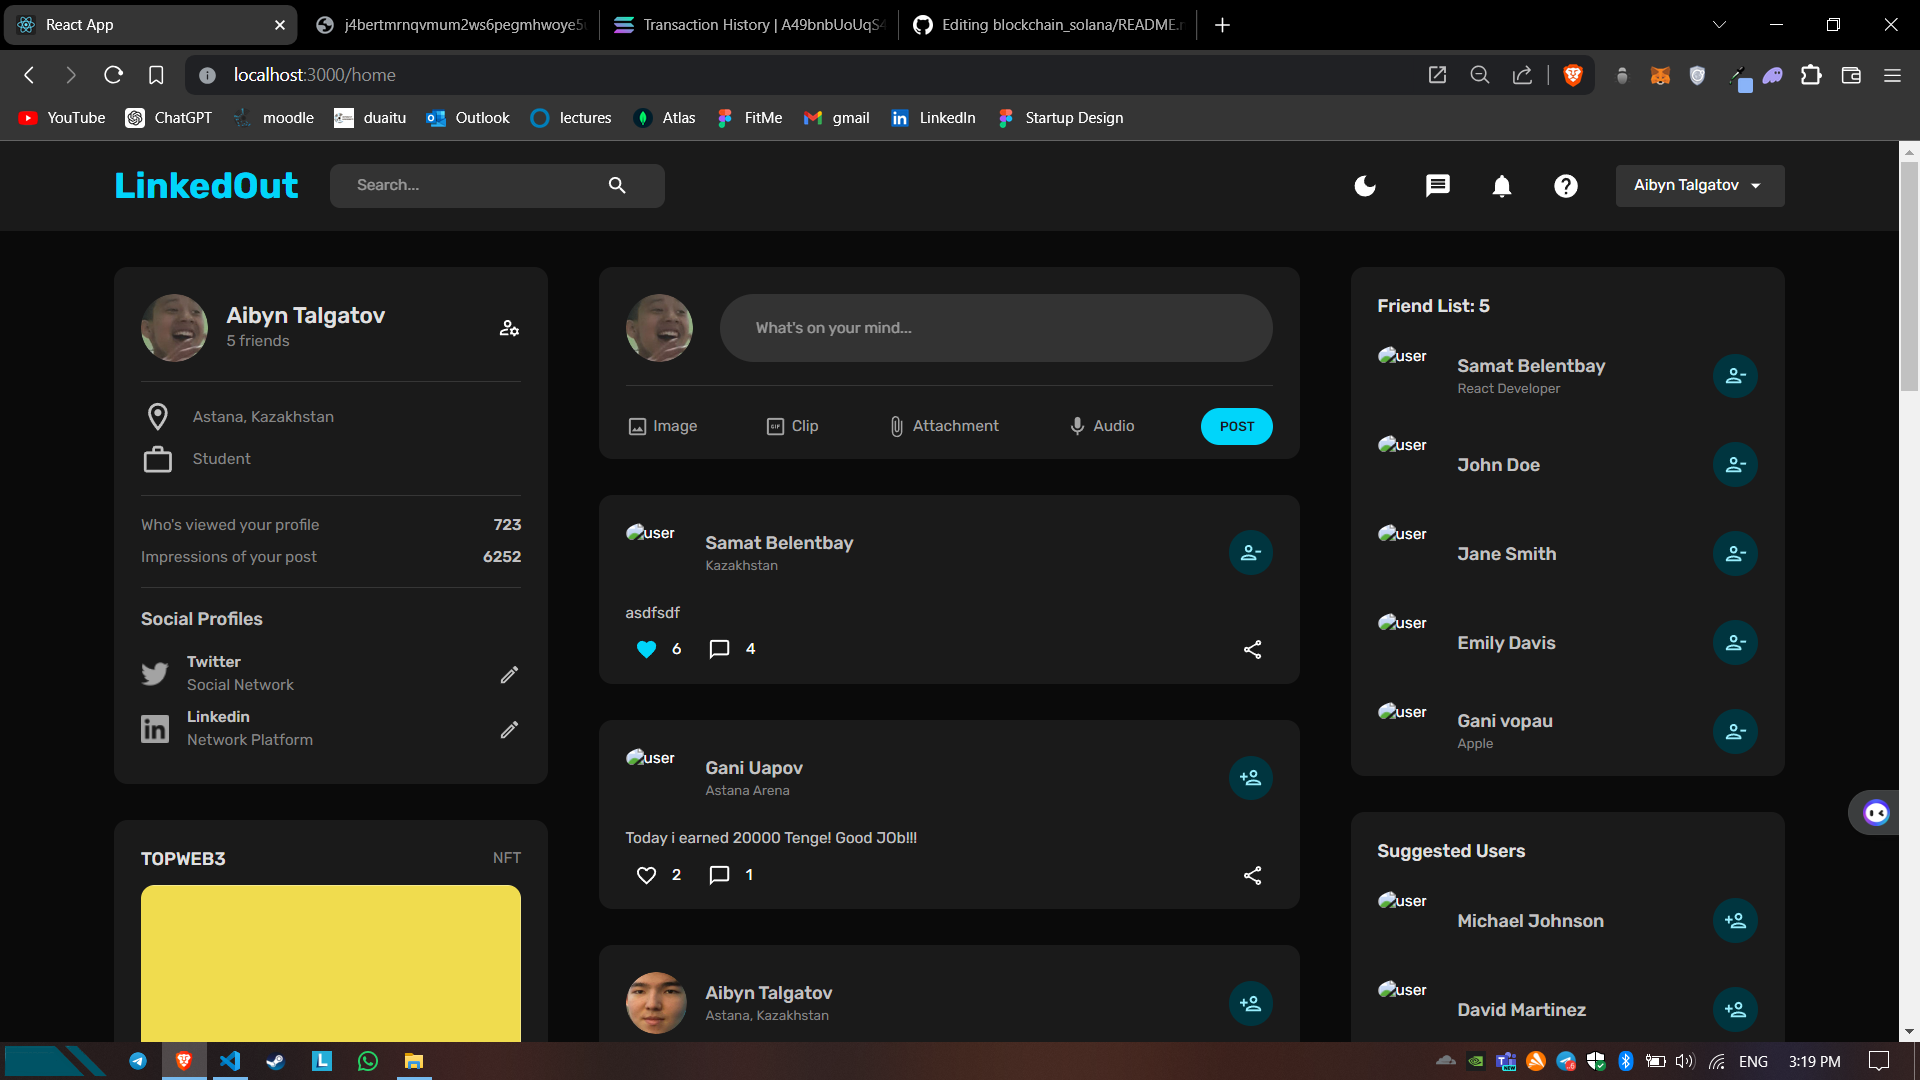 React App
j4bertmrnqvmum2ws6pegmhwoye5
Transaction History | A49bnbUoUqS4
Editing blockchain_solana/README.r
localhost:3000/home
YouTube
ChatGPT
moodle
duaitu
Outlook
lectures
Atlas
FitMe
gmail
LinkedIn
Startup Design
LinkedOut
Search...
Aibyn Talgatov
Aibyn Talgatov
5 friends
Astana, Kazakhstan
Student
Who's viewed your profile 723
Impressions of your post 6252
Social Profiles
Twitter
Social Network
Linkedin
Network Platform
TOPWEB3 NFT
What's on your mind...
Image Clip Attachment Audio POST
user
Samat Belentbay
Kazakhstan
asdfsdf
6 4
user
Gani Uapov
Astana Arena
Today i earned 20000 Tenge! Good JOb!!!
2 1
Aibyn Talgatov
Astana, Kazakhstan
Friend List: 5
user
Samat Belentbay
React Developer
user
John Doe
user
Jane Smith
user
Emily Davis
user
Gani vopau
Apple
Suggested Users
user
Michael Johnson
user
David Martinez
ENG 3:19 PM